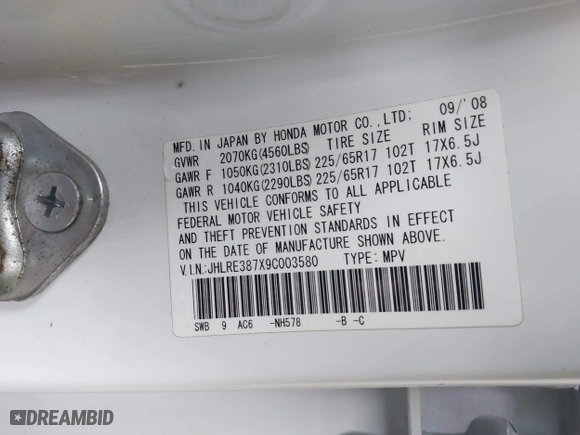 MFD. IN JAPAN BY HONDA MOTOR CO.,LTD: 09/'08
GVWR 2070KG(4560LBS) TIRE SIZE RIM SIZE
GAWR F 1050KG(2310LBS) 225/65R17 102T 17X6.5J
GAWR R 1040KG(2290LBS) 225/65R17 102T 17X6.5J
THIS VEHICLE CONFORMS TO ALL APPLICABLE
FEDERAL MOTOR VEHICLE SAFETY
AND THEFT PREVENTION STANDARDS IN EFFECT
ON THE DATE OF MANUFACTURE SHOWN ABOVE.
V.I.N:JHLRE387X9C003580 TYPE: MPV
SWB 9 AC6 -NH578 -B -C
DREAMBID